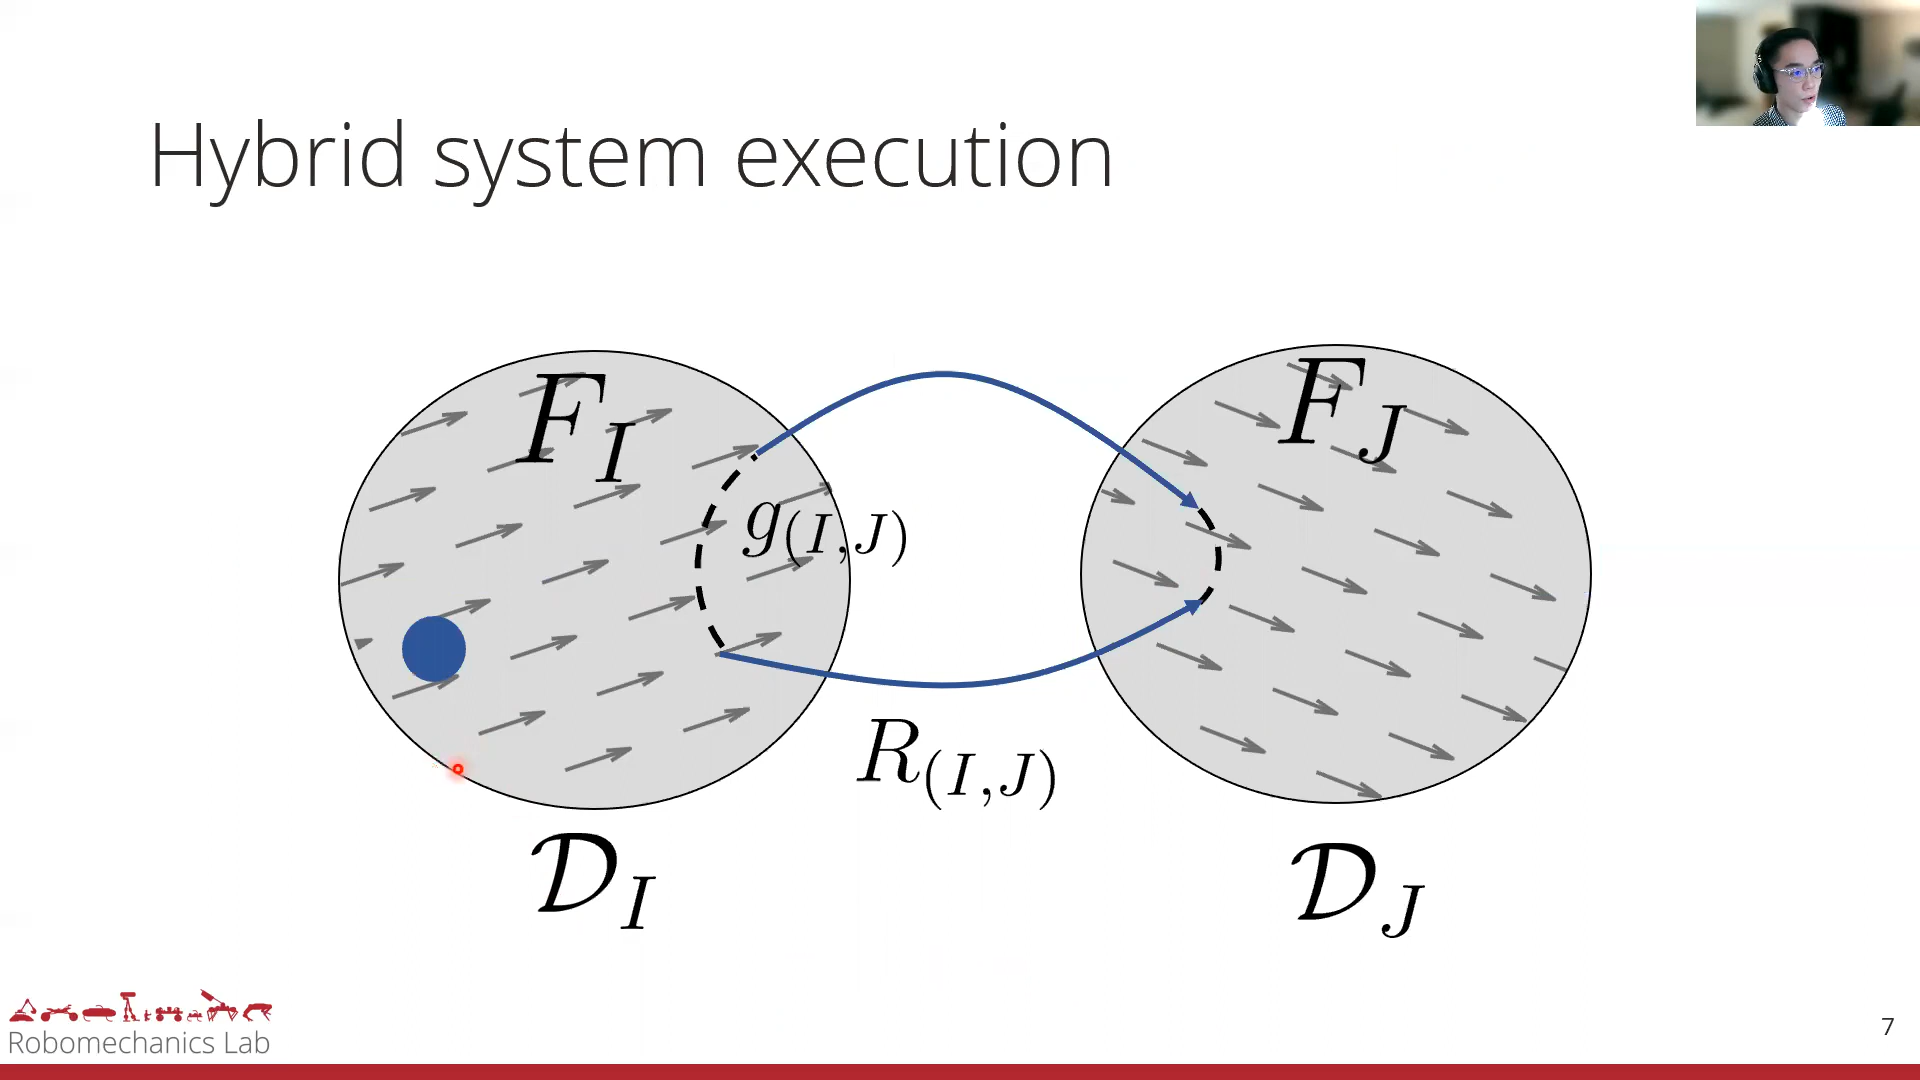 Hybrid system execution
F_I
F_J
g_{(I,J)}
R_{(I,J)}
𝒟_I
𝒟_J
Robomechanics Lab
7